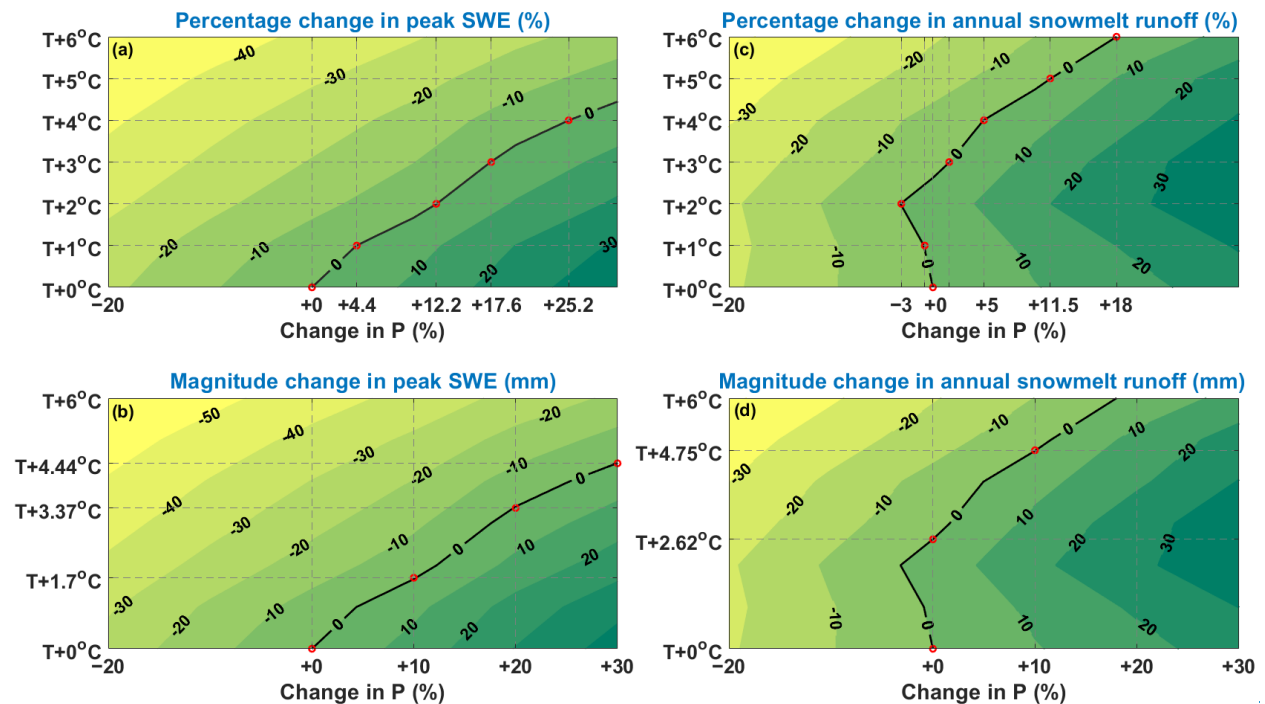 Percentage change in peak SWE (%)
(a)
T+6°C
T+5°C
T+4°C
T+3°C
T+2°C
T+1°C
T+0°C
-40
-30
-20
-10
0
-20
-10
0
10
20
30
−20
+0
+4.4
+12.2
+17.6
+25.2
Change in P (%)
Percentage change in annual snowmelt runoff (%)
(c)
T+6°C
T+5°C
T+4°C
T+3°C
T+2°C
T+1°C
T+0°C
-20
-10
0
10
20
-30
-20
-10
0
10
20
30
-10
0
10
20
−20
−3
+0
+5
+11.5
+18
Change in P (%)
Magnitude change in peak SWE (mm)
(b)
T+6°C
T+4.44°C
T+3.37°C
T+1.7°C
T+0°C
-50
-40
-30
-20
-20
-10
0
-40
-30
-20
-10
0
10
20
-30
-20
-10
0
10
20
+0
+10
+20
+30
Change in P (%)
Magnitude change in annual snowmelt runoff (mm)
(d)
T+6°C
T+4.75°C
T+2.62°C
T+0°C
-20
-10
0
10
20
-30
-20
-10
0
10
20
30
-10
0
10
20
−20
+0
+10
+20
+30
Change in P (%)